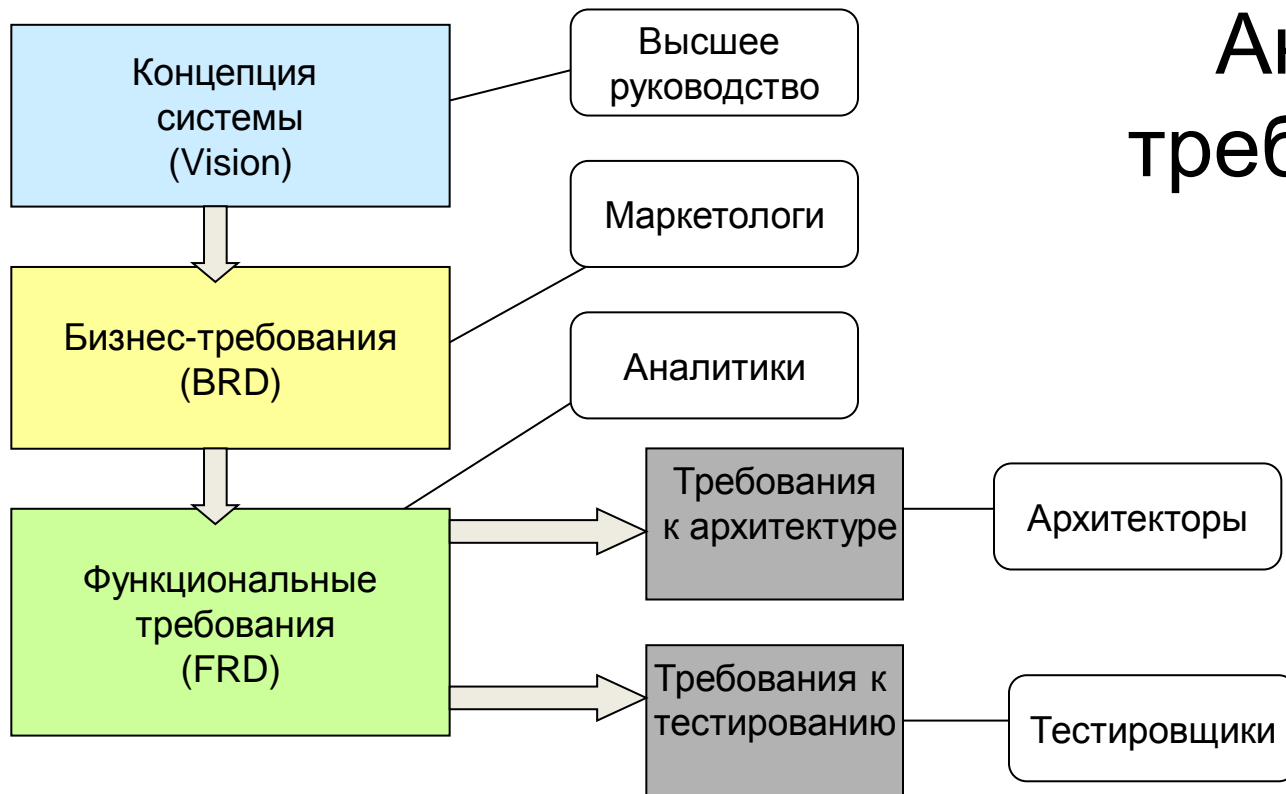 Концепция
системы
(Vision)
Высшее
руководство
Маркетологи
Бизнес-требования
(BRD)
Аналитики
Функциональные
требования
(FRD)
Требования
к архитектуре
Архитекторы
Требования к
тестированию
Тестировщики